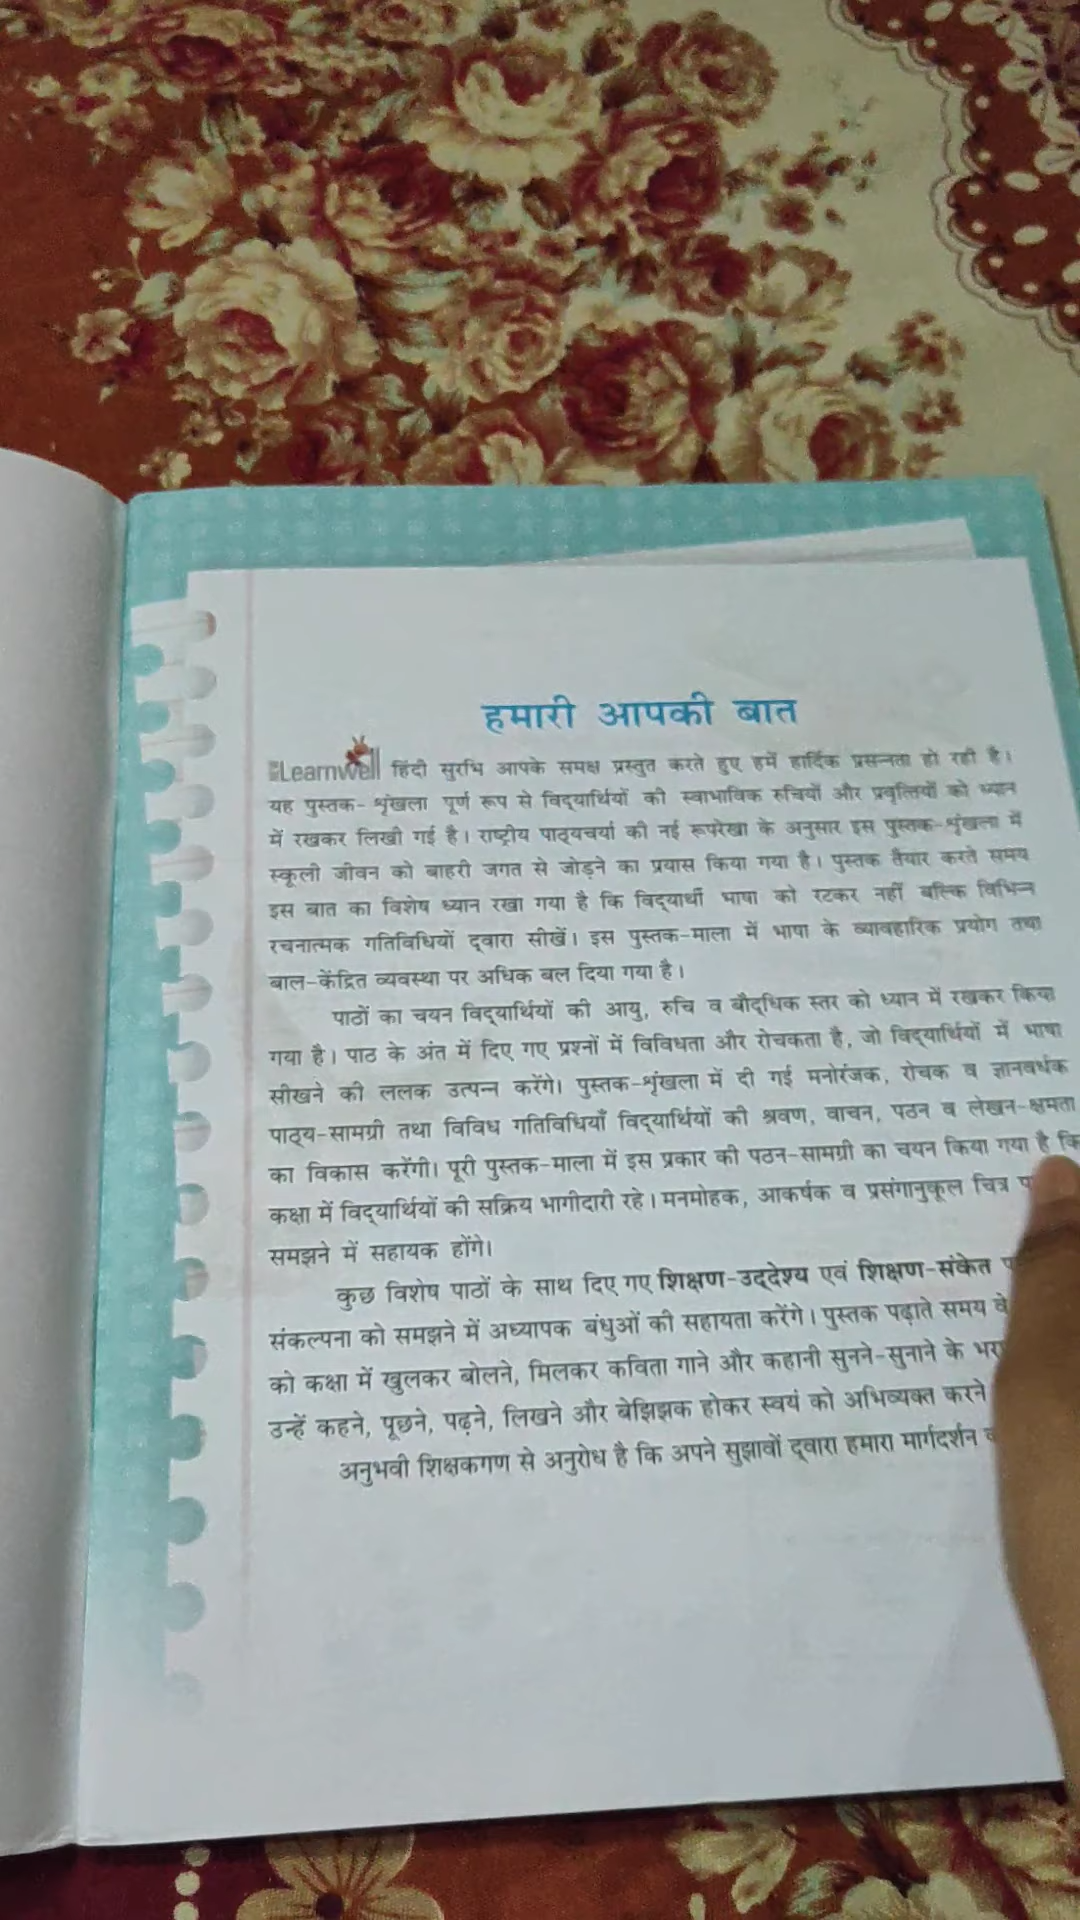 हमारी आपकी बात
Learnwell हिंदी सुरभि आपके समक्ष प्रस्तुत करते हुए हमें हार्दिक प्रसन्नता हो रही है।
यह पुस्तक-शृंखला पूर्ण रूप से विद्यार्थियों की स्वाभाविक रुचियों और प्रवृत्तियों को ध्यान
में रखकर लिखी गई है। राष्ट्रीय पाठ्यचर्या की नई रूपरेखा के अनुसार इस पुस्तक-शृंखला में
स्कूली जीवन को बाहरी जगत से जोड़ने का प्रयास किया गया है। पुस्तक तैयार करते समय
इस बात का विशेष ध्यान रखा गया है कि विद्यार्थी भाषा को रटकर नहीं बल्कि विभिन्न
रचनात्मक गतिविधियों द्वारा सीखें। इस पुस्तक-माला में भाषा के व्यावहारिक प्रयोग तथा
बाल-केंद्रित व्यवस्था पर अधिक बल दिया गया है।
पाठों का चयन विद्यार्थियों की आयु, रुचि व बौद्धिक स्तर को ध्यान में रखकर किया
गया है। पाठ के अंत में दिए गए प्रश्नों में विविधता और रोचकता है, जो विद्यार्थियों में भाषा
सीखने की ललक उत्पन्न करेंगे। पुस्तक-शृंखला में दी गई मनोरंजक, रोचक व ज्ञानवर्धक
पाठ्य-सामग्री तथा विविध गतिविधियाँ विद्यार्थियों की श्रवण, वाचन, पठन व लेखन-क्षमता
का विकास करेंगी। पूरी पुस्तक-माला में इस प्रकार की पठन-सामग्री का चयन किया गया है कि
कक्षा में विद्यार्थियों की सक्रिय भागीदारी रहे। मनमोहक, आकर्षक व प्रसंगानुकूल चित्र
समझने में सहायक होंगे।
कुछ विशेष पाठों के साथ दिए गए शिक्षण-उद्देश्य एवं शिक्षण-संकेत
संकल्पना को समझने में अध्यापक बंधुओं की सहायता करेंगे। पुस्तक पढ़ाते समय वे
को कक्षा में खुलकर बोलने, मिलकर कविता गाने और कहानी सुनने-सुनाने के
उन्हें कहने, पूछने, पढ़ने, लिखने और बेझिझक होकर स्वयं को अभिव्यक्त करने
अनुभवी शिक्षकगण से अनुरोध है कि अपने सुझावों द्वारा हमारा मार्गदर्शन